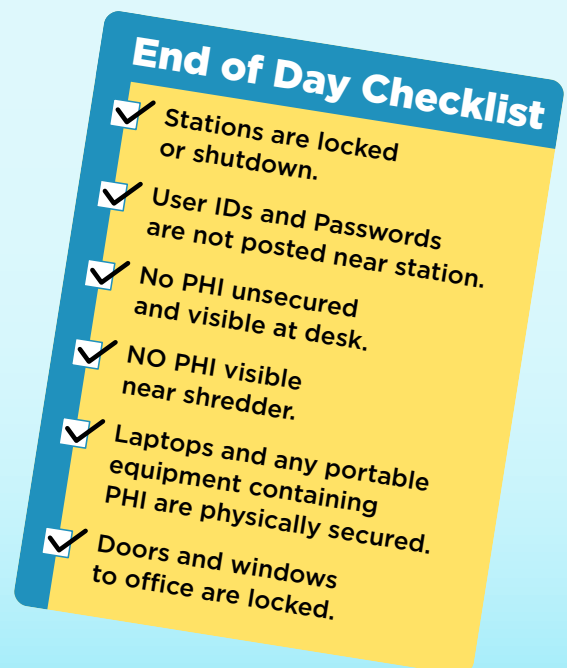 End of Day Checklist
Stations are locked
or shutdown.
User IDs and Passwords
are not posted near station.
No PHI unsecured
and visible at desk.
NO PHI visible
near shredder.
Laptops and any portable
equipment containing
PHI are physically secured.
Doors and windows
to office are locked.